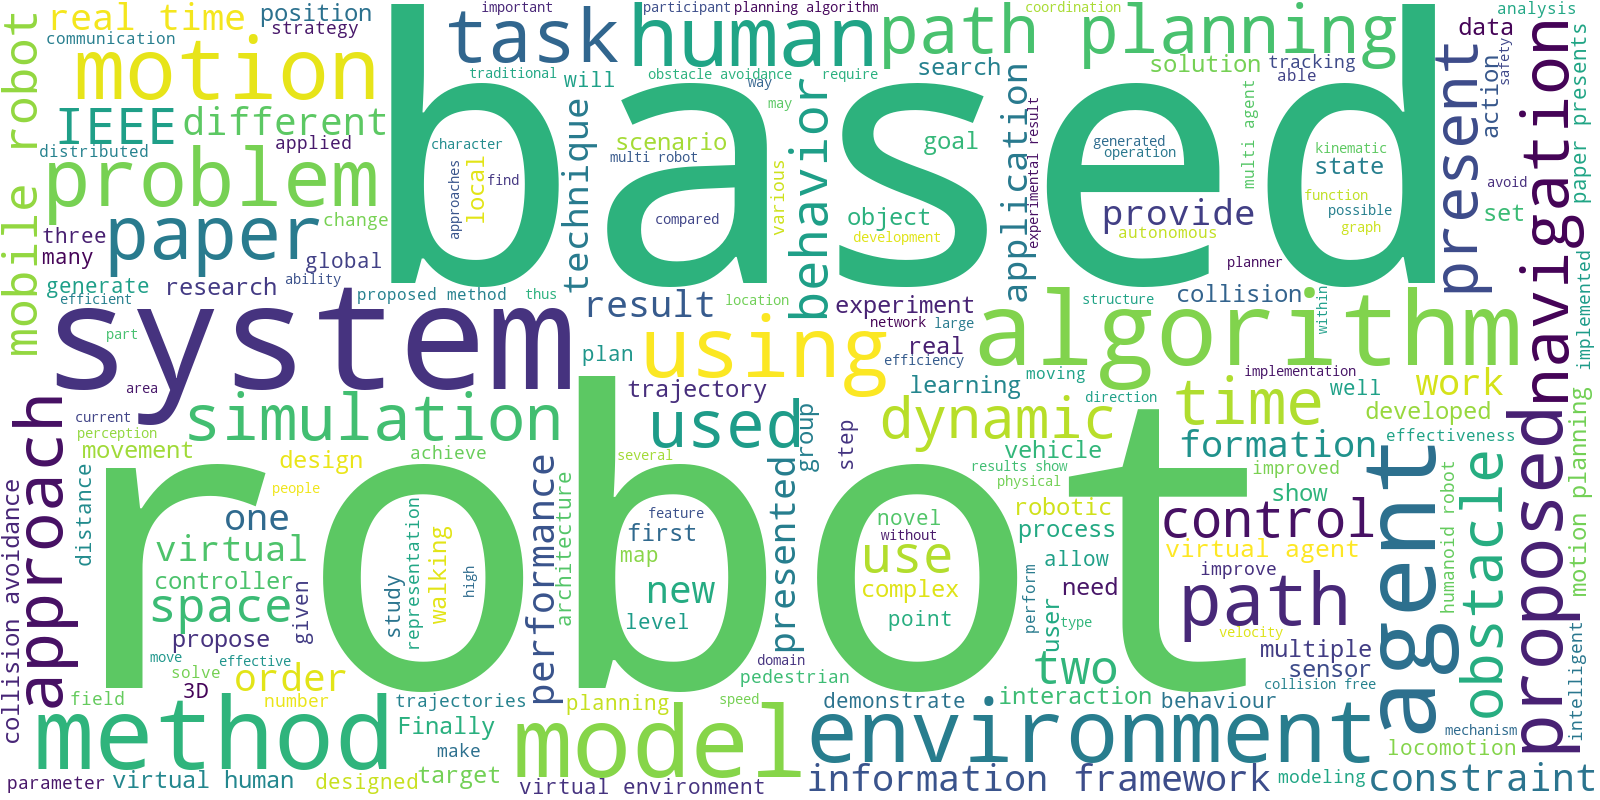 based
robot
system
algorithm
motion
problem
paper
IEEE
different
real time
position
strategy
communication
distributed
applied
mobile robot
task
human
path planning
important
participant
planning algorithm
coordination
analysis
data
traditional
will
obstacle avoidance
way
require
search
solution
tracking
able
safety
present
action
navigation
paper presents
technique
scenario
multi robot
compared
may
various
behavior
goal
object
development
application
experimental result
generated
operation
provide
autonomous
multi agent
kinematic
state
function
possible
graph
avoid
set
character
approaches
local
find
three
many
change
global
generate
research
ability
efficient
proposed method
thus
part
area
result
location
experiment
network
large
structure
collision
planner
within
implemented
using
plan
real
efficiency
trajectory
learning
moving
direction
implementation
well
work
developed
effectiveness
simulation
used
dynamic
time
formation
approach
current
perception
movement
design
people
achieve
several
group
step
vehicle
results show
physical
improved
show
robotic
process
control
agent
obstacle
humanoid robot
motion planning
proposed
collision avoidance
distance
one
virtual
controller
space
propose
given
study
representation
walking
high
performance
architecture
feature
first
map
new
level
presented
novel
without
use
complex
point
allow
need
perform
user
type
virtual agent
improve
path
velocity
multiple
sensor
collision free
intelligent
mechanism
move
solve
effective
3D
order
field
number
method
trajectories
Finally
make
parameter
virtual human
designed
target
planning
model
speed
domain
pedestrian
two
interaction
demonstrate
behaviour
environment
virtual environment
information
framework
modeling
locomotion
constraint